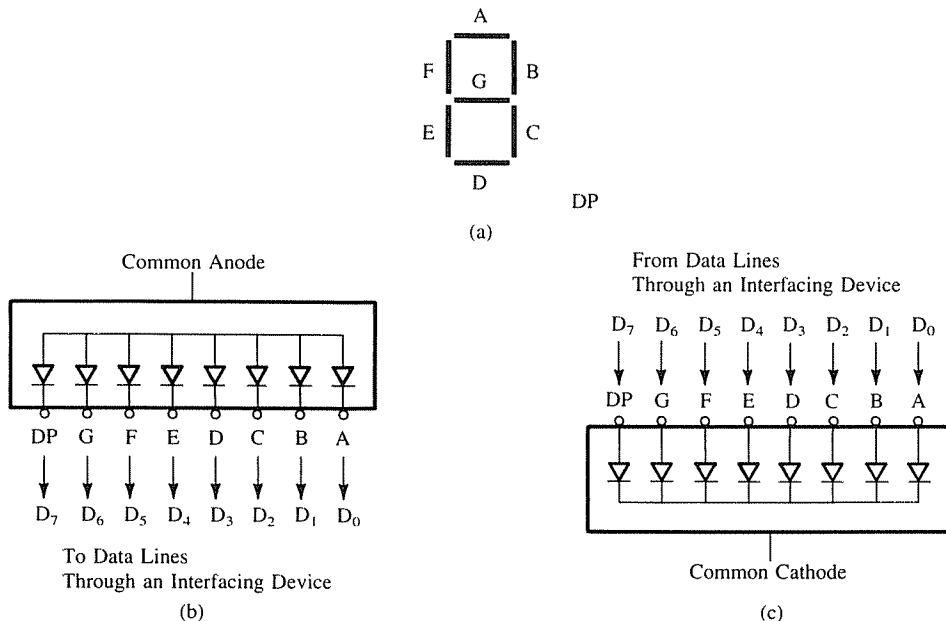 A
F
B
G
E
C
D
DP
(a)
Common Anode
DP G F E D C B A
D₇ D₆ D₅ D₄ D₃ D₂ D₁ D₀
To Data Lines
Through an Interfacing Device
(b)
From Data Lines
Through an Interfacing Device
D₇ D₆ D₅ D₄ D₃ D₂ D₁ D₀
DP G F E D C B A
Common Cathode
(c)